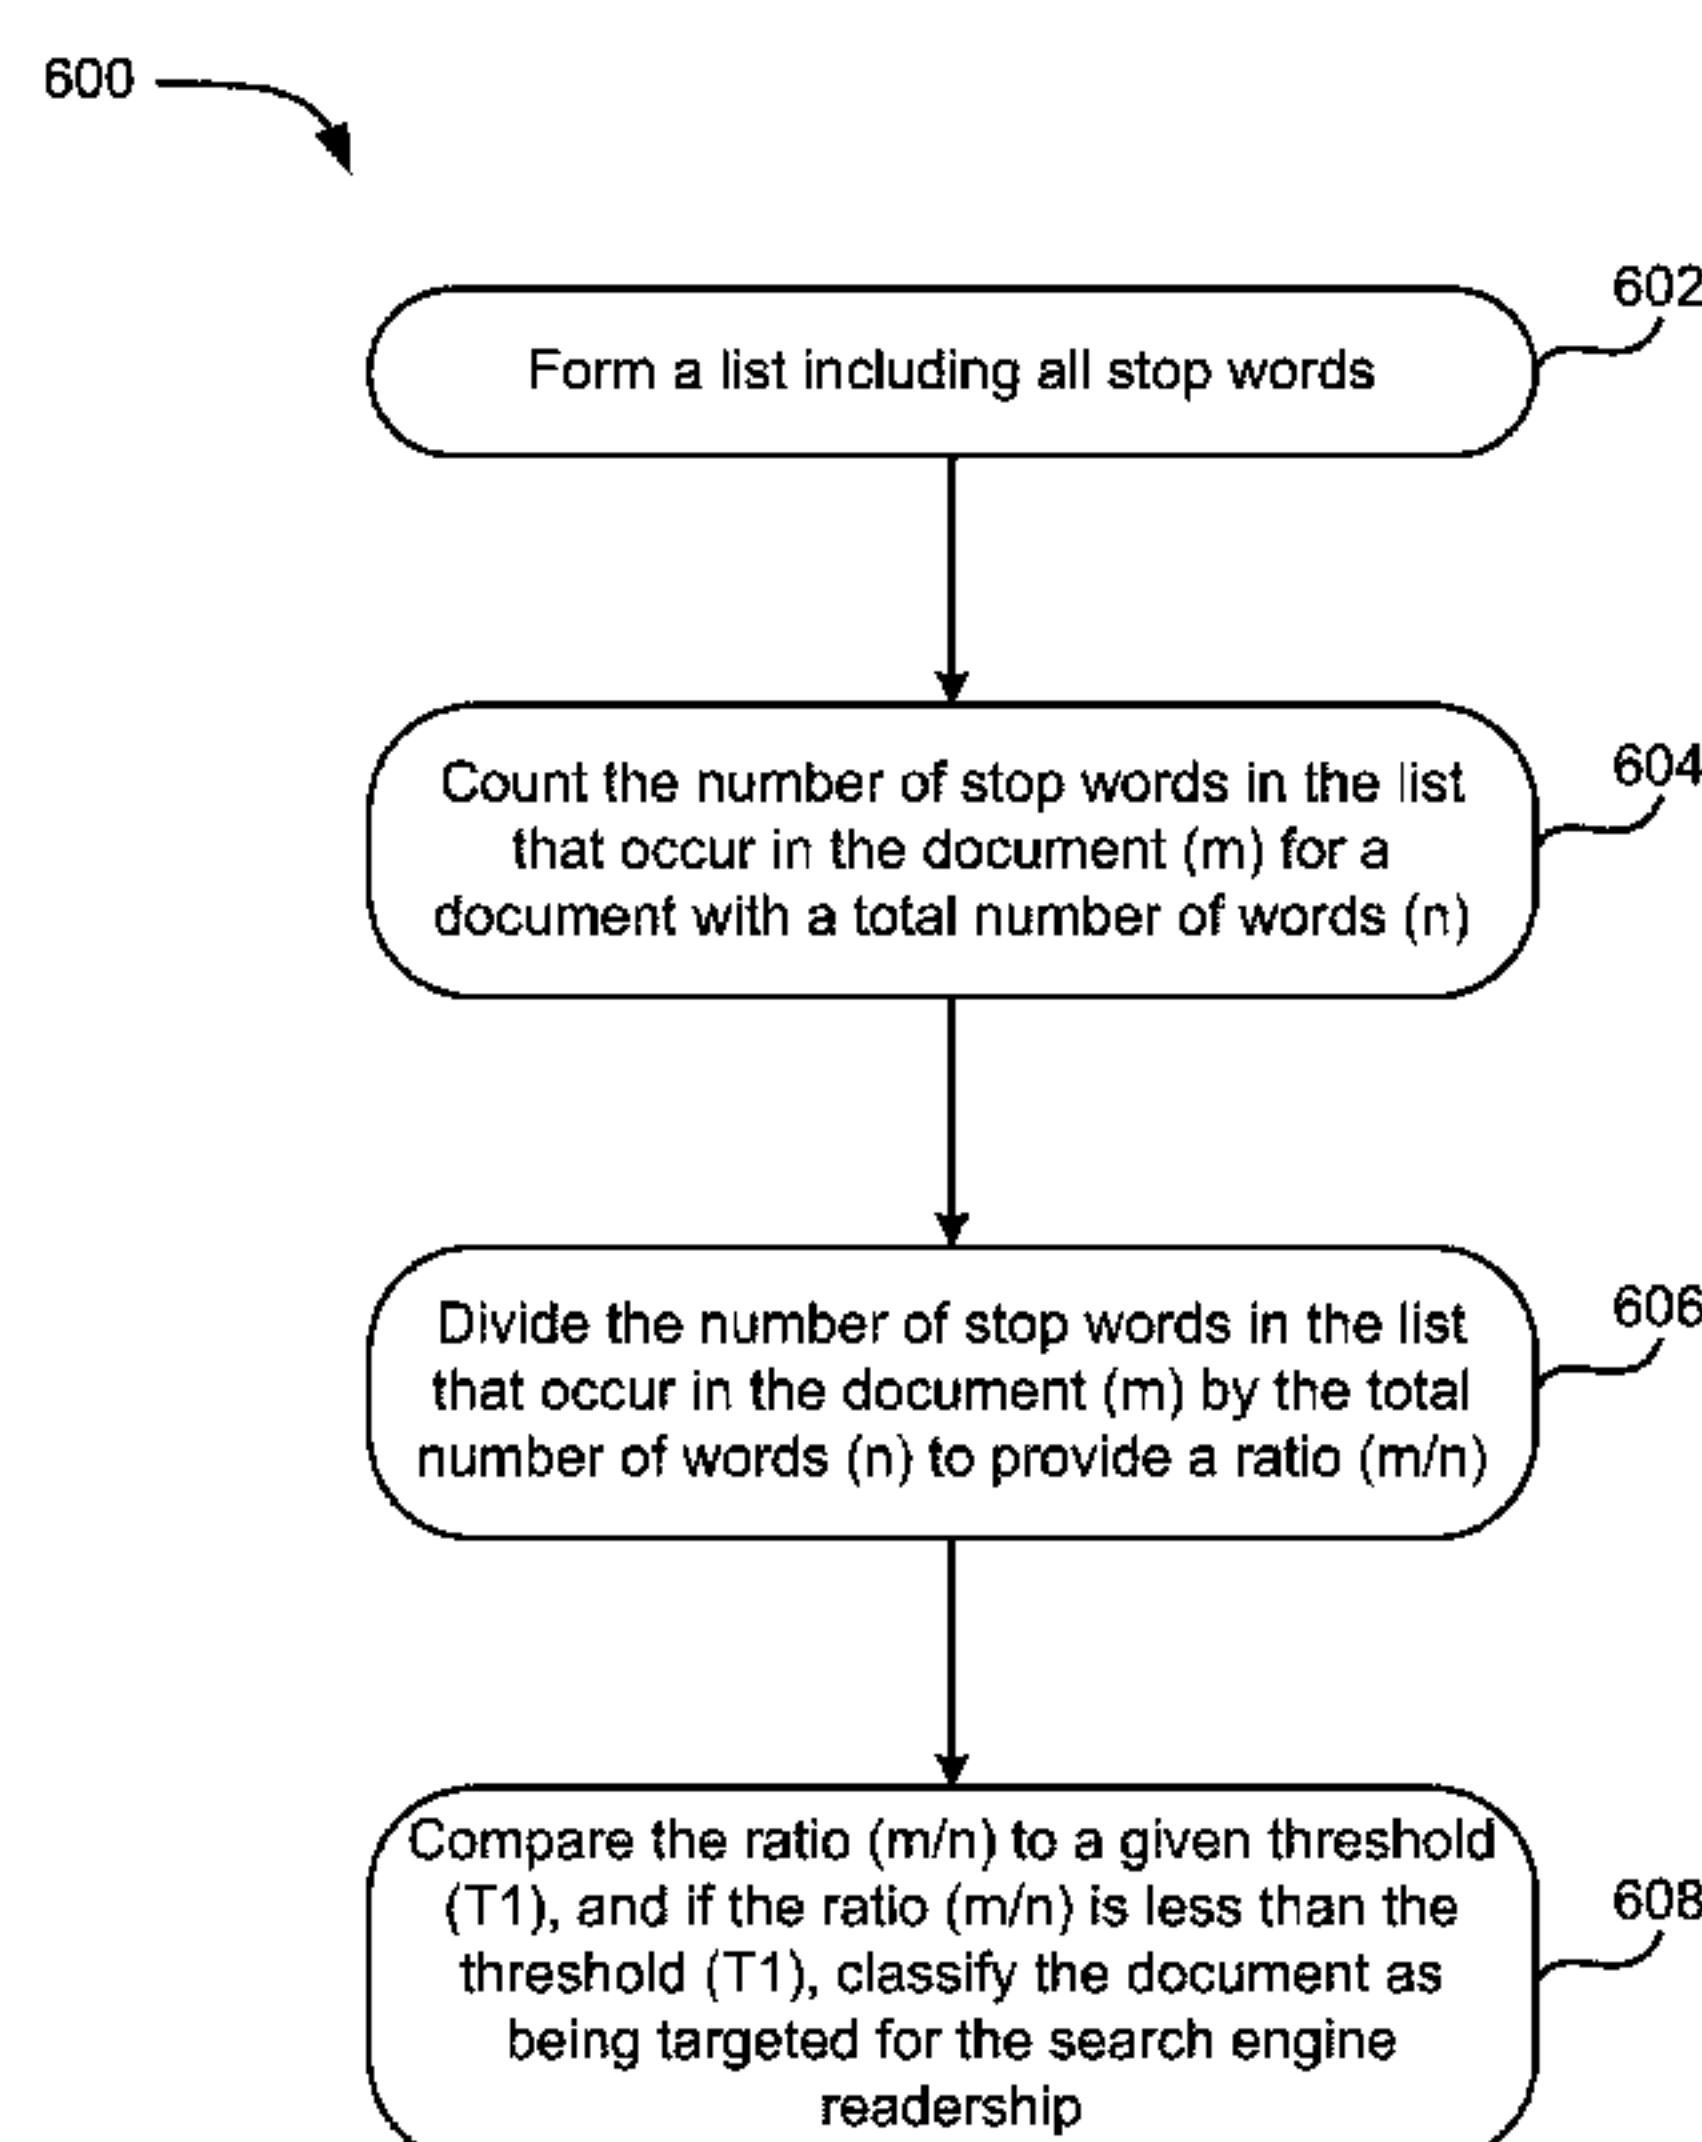 600
602
Form a list including all stop words
604
Count the number of stop words in the list
that occur in the document (m) for a
document with a total number of words (n)
606
Divide the number of stop words in the list
that occur in the document (m) by the total
number of words (n) to provide a ratio (m/n)
Compare the ratio (m/n) to a given threshold
608
(T1), and if the ratio (m/n) is less than the
threshold (T1), classify the document as
being targeted for the search engine
readership